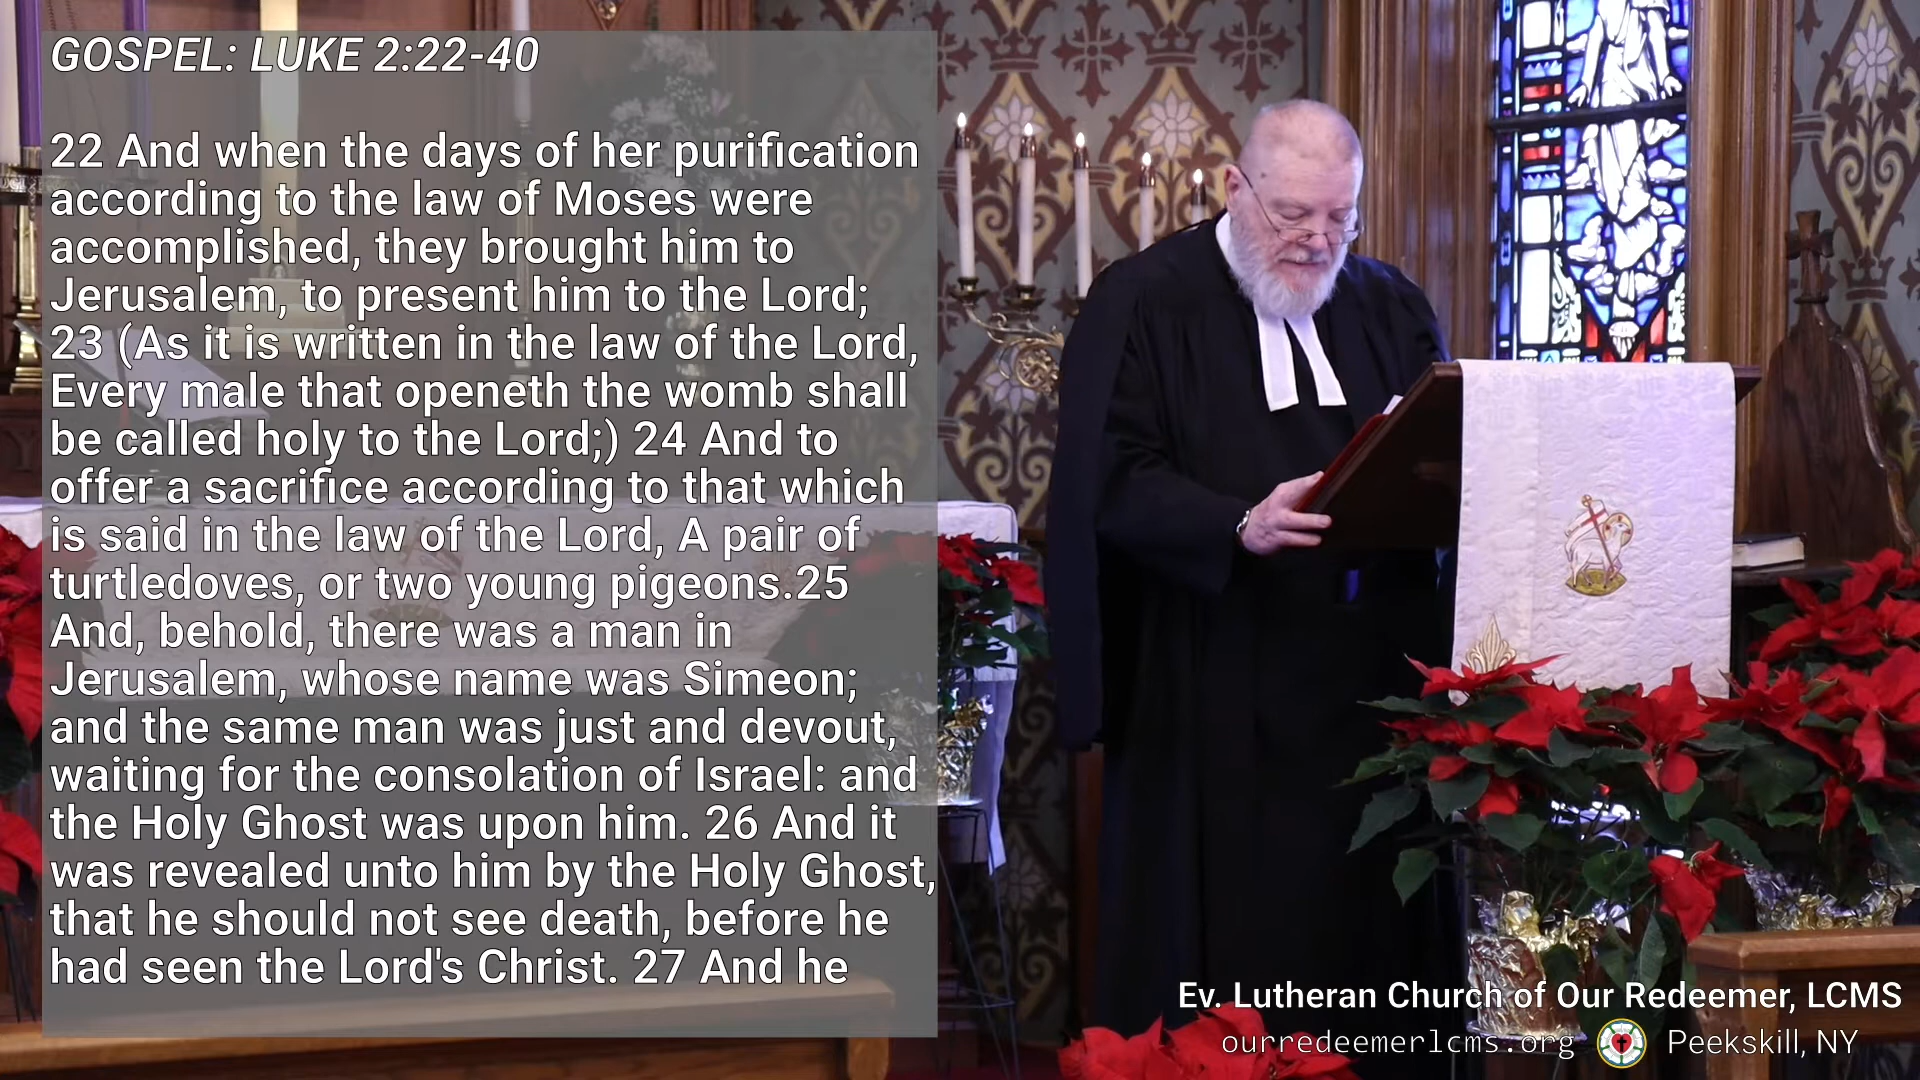 GOSPEL: LUKE 2:22-40
22 And when the days of her purification
according to the law of Moses were
accomplished, they brought him to
Jerusalem, to present him to the Lord;
23 (As it is written in the law of the Lord,
Every male that openeth the womb shall
be called holy to the Lord;) 24 And to
offer a sacrifice according to that which
is said in the law of the Lord, A pair of
turtledoves, or two young pigeons.25
And, behold, there was a man in
Jerusalem, whose name was Simeon;
and the same man was just and devout,
waiting for the consolation of Israel: and
the Holy Ghost was upon him. 26 And it
was revealed unto him by the Holy Ghost,
that he should not see death, before he
had seen the Lord's Christ. 27 And he
Ev. Lutheran Church of Our Redeemer, LCMS
ourredeemerlcms.org Peekskill, NY